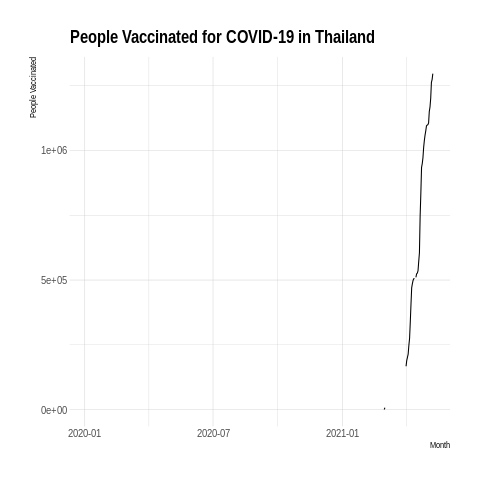 People Vaccinated for COVID-19 in Thailand
People Vaccinated
1e+06
5e+05
0e+00
2020-01 2020-07 2021-01
Month